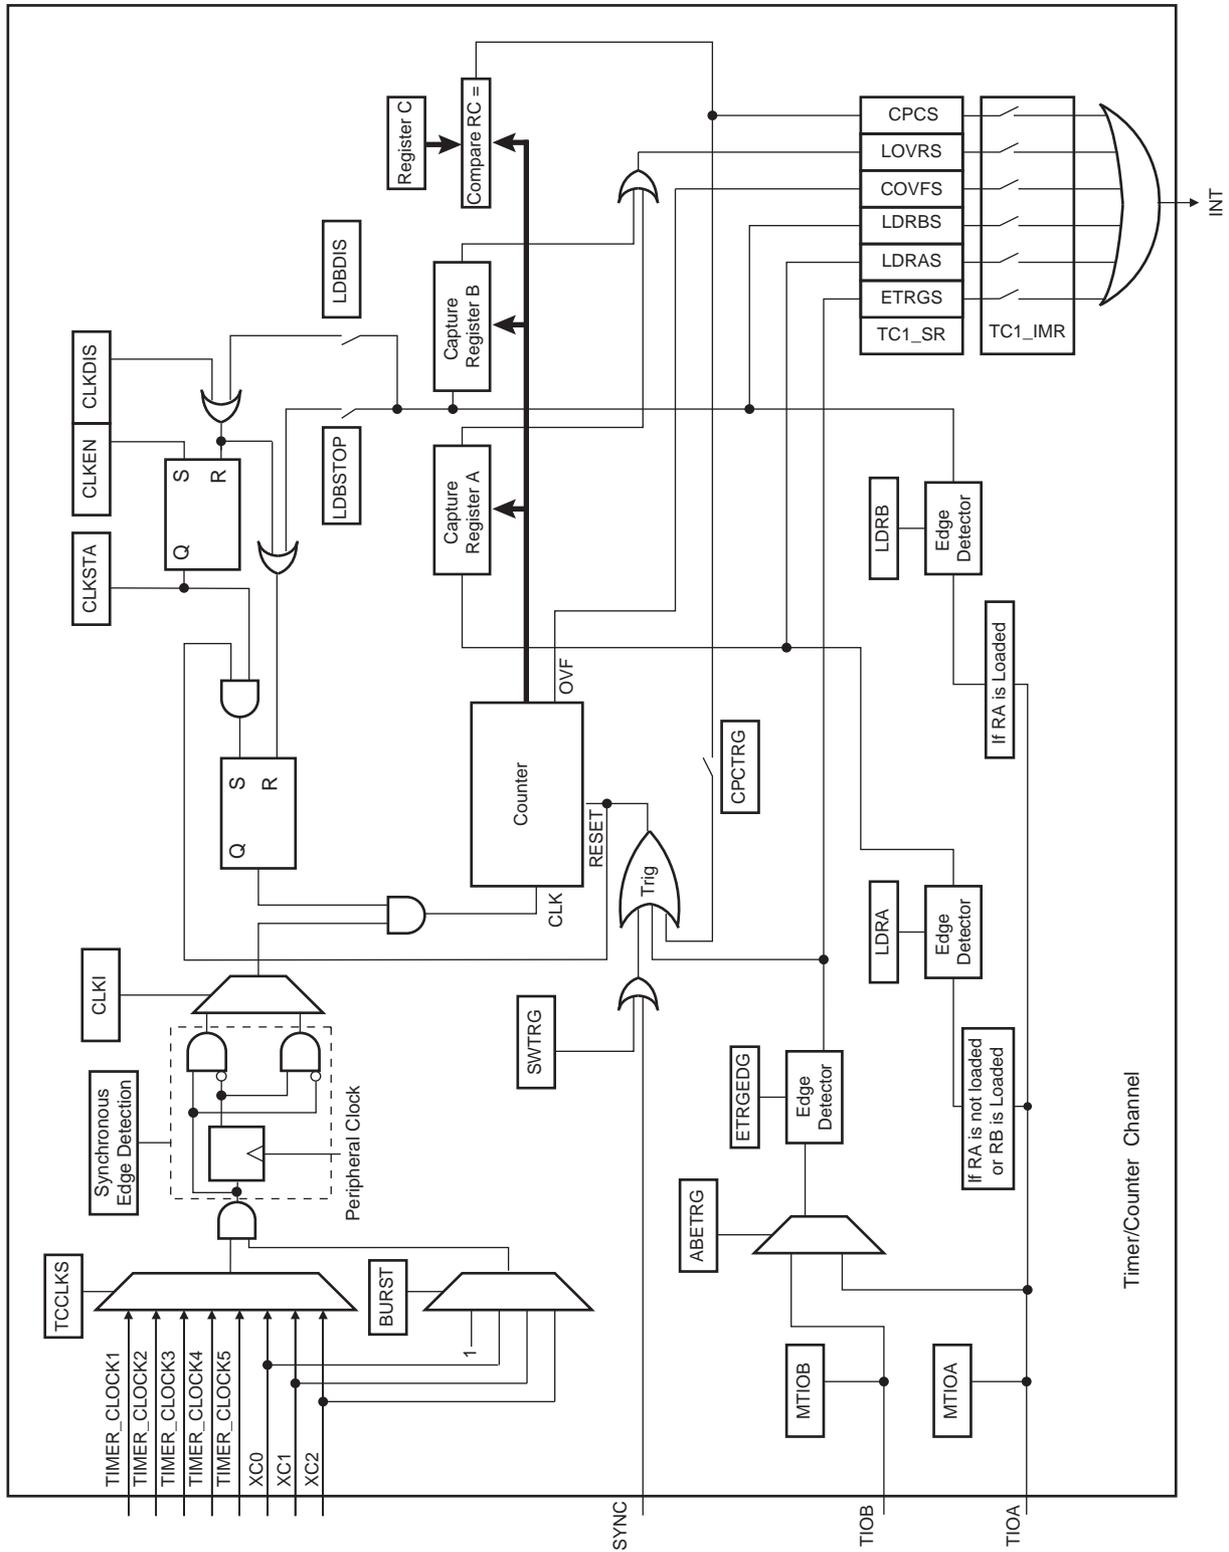 TCCLKS
TIMER_CLOCK1
TIMER_CLOCK2
TIMER_CLOCK3
TIMER_CLOCK4
TIMER_CLOCK5
XC0
XC1
XC2
Synchronous
Edge Detection
CLKI
CLKSTA
CLKEN
CLKDIS
S
R
Q
Q
S
R
Peripheral Clock
BURST
1
LDBSTOP
LDBDIS
Register C
Compare RC =
Capture
Register A
Capture
Register B
Counter
CLK
OVF
RESET
SWTRG
Trig
SYNC
CPCTRG
ABETRG
ETRGEDG
Edge
Detector
MTIOB
TIOB
MTIOA
TIOA
LDRA
Edge
Detector
If RA is not loaded
or RB is Loaded
LDRB
Edge
Detector
If RA is Loaded
CPCS
LOVRS
COVFS
LDRBS
LDRAS
ETRGS
TC1_SR
TC1_IMR
INT
Timer/Counter Channel